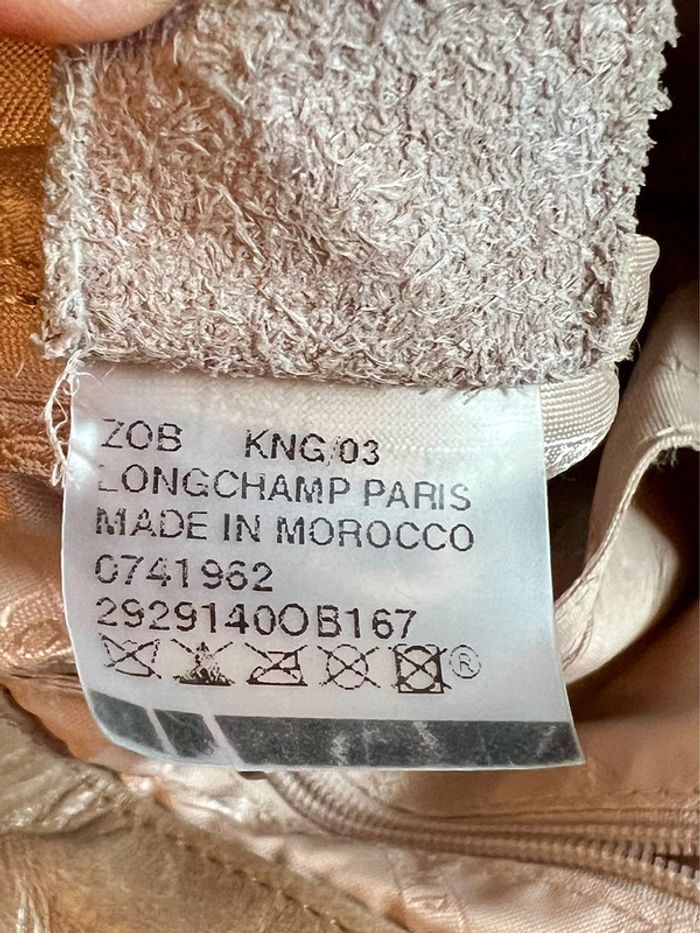 ZOB KNG/03
LONGCHAMP PARIS
MADE IN MOROCCO
0741962
2929140OB167
®